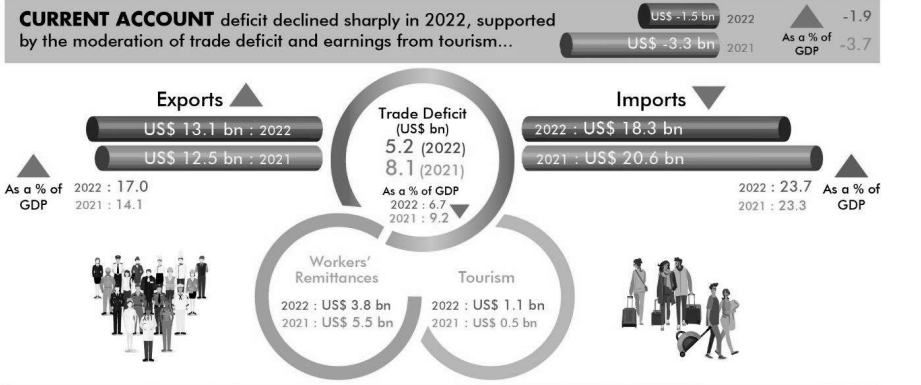 CURRENT ACCOUNT deficit declined sharply in 2022, supported
by the moderation of trade deficit and earnings from tourism...
US$ -1.5 bn 2022
US$ -3.3 bn 2021
As a % of
GDP
-1.9
-3.7
Exports
US$ 13.1 bn : 2022
US$ 12.5 bn : 2021
As a % of
GDP
2022 : 17.0
2021 : 14.1
Trade Deficit
(US$ bn)
5.2 (2022)
8.1 (2021)
As a % of GDP
2022 : 6.7
2021 : 9.2
Imports
2022 : US$ 18.3 bn
2021 : US$ 20.6 bn
2022 : 23.7
2021 : 23.3
As a % of
GDP
Workers'
Remittances
2022 : US$ 3.8 bn
2021 : US$ 5.5 bn
Tourism
2022 : US$ 1.1 bn
2021 : US$ 0.5 bn